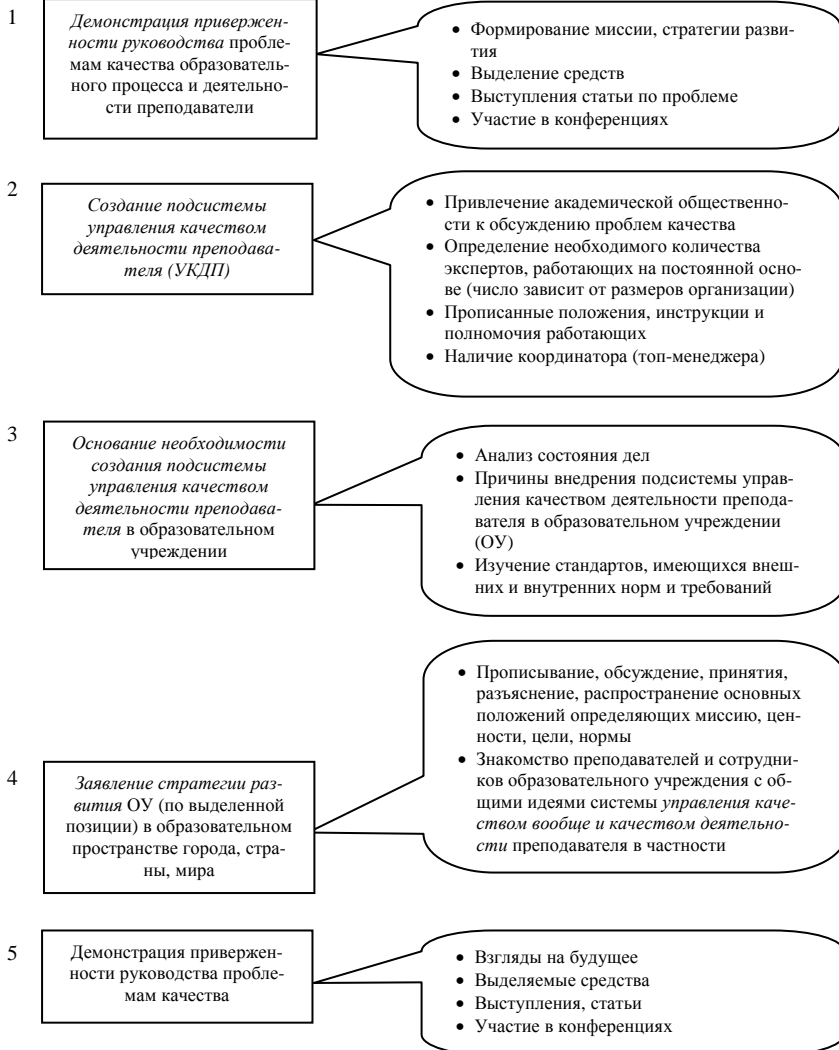 1
Демонстрация привержен-
ности руководства пробле-
мам качества образователь-
ного процесса и деятельно-
сти преподаватели
• Формирование миссии, стратегии разви-
тия
• Выделение средств
• Выступления статьи по проблеме
• Участие в конференциях
2
Создание подсистемы
управления качеством
деятельности преподава-
теля (УКДП)
• Привлечение академической общественно-
сти к обсуждению проблем качества
• Определение необходимого количества
экспертов, работающих на постоянной осно-
ве (число зависит от размеров организации)
• Прописанные положения, инструкции и
полномочия работающих
• Наличие координатора (топ-менеджера)
3
Основание необходимости
создания подсистемы
управления качеством
деятельности преподава-
теля в образовательном
учреждении
• Анализ состояния дел
• Причины внедрения подсистемы управ-
ления качеством деятельности препода-
вателя в образовательном учреждении
(ОУ)
• Изучение стандартов, имеющихся внеш-
них и внутренних норм и требований
4
Заявление стратегии раз-
вития ОУ (по выделенной
позиции) в образовательном
пространстве города, стра-
ны, мира
• Прописывание, обсуждение, принятия,
разъяснение, распространение основных
положений определяющих миссию, цен-
ности, цели, нормы
• Знакомство преподавателей и сотрудни-
ков образовательного учреждения с об-
щими идеями системы управления каче-
ством вообще и качеством деятельно-
сти преподавателя в частности
5
Демонстрация привержен-
ности руководства пробле-
мам качества
• Взгляды на будущее
• Выделяемые средства
• Выступления, статьи
• Участие в конференциях